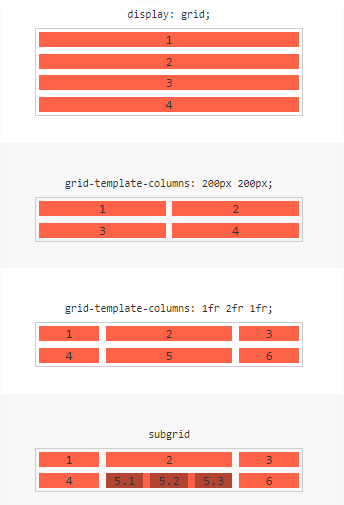 display: grid;
1
2
3
4
grid-template-columns: 200px 200px;
1 2
3 4
grid-template-columns: 1fr 2fr 1fr;
1 2 3
4 5 6
subgrid
1 2 3
4 5.1 5.2 5.3 6